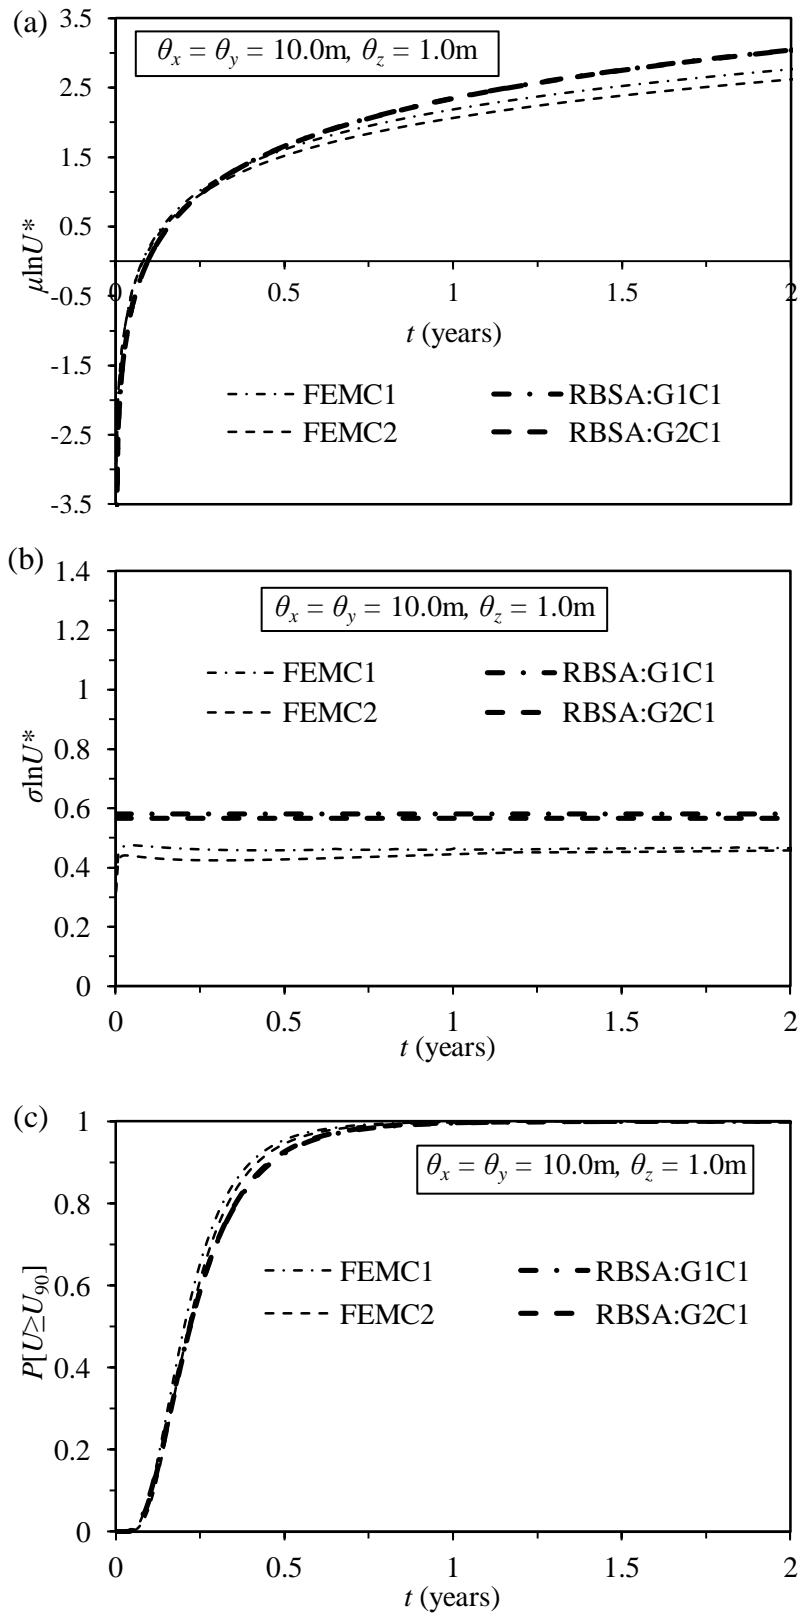 (a)
3.5
2.5
1.5
0.5
-0.5
-1.5
-2.5
-3.5
μlnU*
θx = θy = 10.0m, θz = 1.0m
0 0.5 1 1.5 2
t (years)
FEMC1 RBSA:G1C1
FEMC2 RBSA:G2C1
(b)
1.4
1.2
1
0.8
0.6
0.4
0.2
0
σlnU*
θx = θy = 10.0m, θz = 1.0m
FEMC1 RBSA:G1C1
FEMC2 RBSA:G2C1
0 0.5 1 1.5 2
t (years)
(c)
1
0.8
0.6
0.4
0.2
0
P[U≥U90]
θx = θy = 10.0m, θz = 1.0m
FEMC1 RBSA:G1C1
FEMC2 RBSA:G2C1
0 0.5 1 1.5 2
t (years)